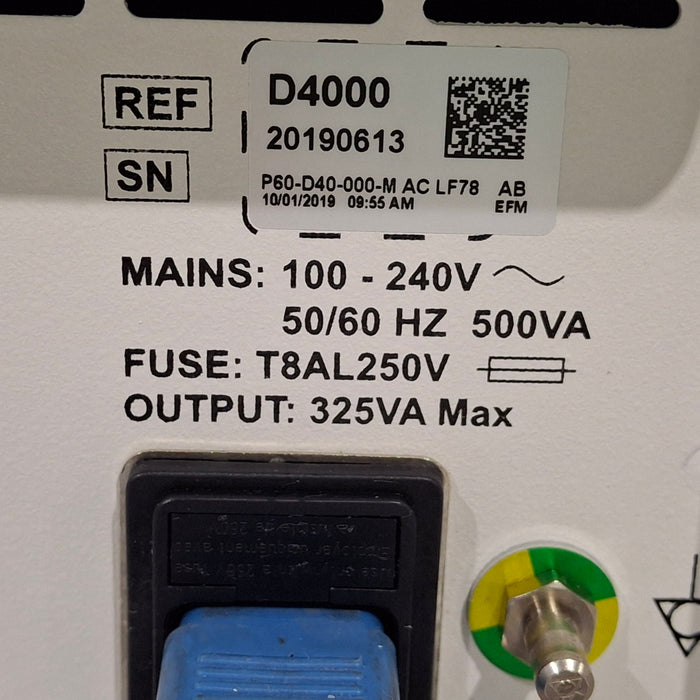 REF
D4000
20190613
SN
P60-D40-000-M AC LF78 AB
10/01/2019 09:55 AM EFM
MAINS: 100 - 240V
50/60 HZ 500VA
FUSE: T8AL250V
OUTPUT: 325VA Max